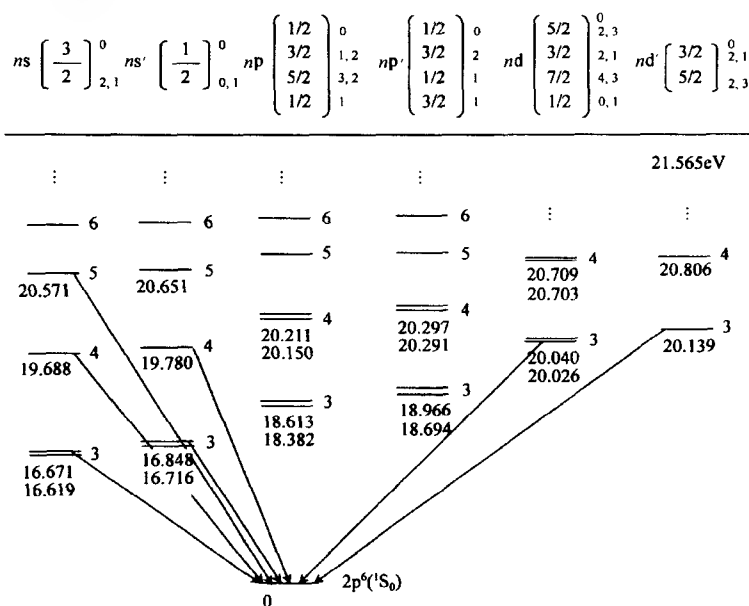 ns [ 3/2 ] 0 2, 1
ns′ [ 1/2 ] 0 0, 1
np
1/2 0
3/2 1, 2
5/2 3, 2
1/2 1
np′
1/2 0
3/2 2
1/2 1
3/2 1
nd 0
5/2 2, 3
3/2 2, 1
7/2 4, 3
1/2 0, 1
nd′ 0
3/2 2, 1
5/2 2, 3
21.565eV
⋮ ⋮ ⋮ ⋮ ⋮ ⋮
6 6 6 6
5 5 5 5 4 4
20.571 20.651 20.709 20.806
20.703
4 4 4 4 3 3
20.211 20.297
20.150 20.291
19.688 19.780 20.040 20.139
20.026
3 3
18.613 18.966
18.382 18.694
3 3
16.671 16.848
16.619 16.716
2p⁶(¹S₀)
0